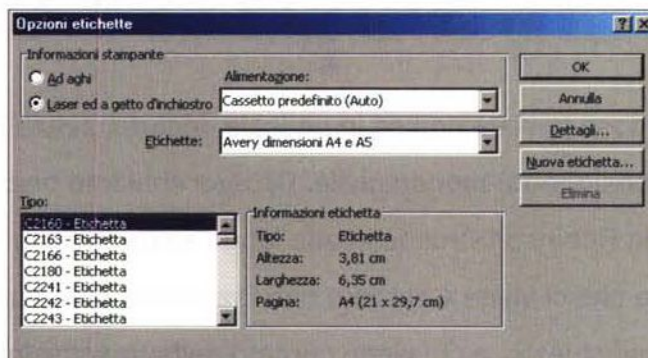 Opzioni etichette
Informazioni stampante
Ad aghi
Laser ed a getto d'inchiostro
Alimentazione:
Cassetto predefinito (Auto)
Etichette:
Avery dimensioni A4 e A5
OK
Annulla
Dettagli...
Nuova etichetta...
Elimina
Tipo:
C2160 - Etichetta
C2163 - Etichetta
C2166 - Etichetta
C2180 - Etichetta
C2241 - Etichetta
C2242 - Etichetta
C2243 - Etichetta
Informazioni etichetta
Tipo: Etichetta
Altezza: 3,81 cm
Larghezza: 6,35 cm
Pagina: A4 (21 x 29,7 cm)